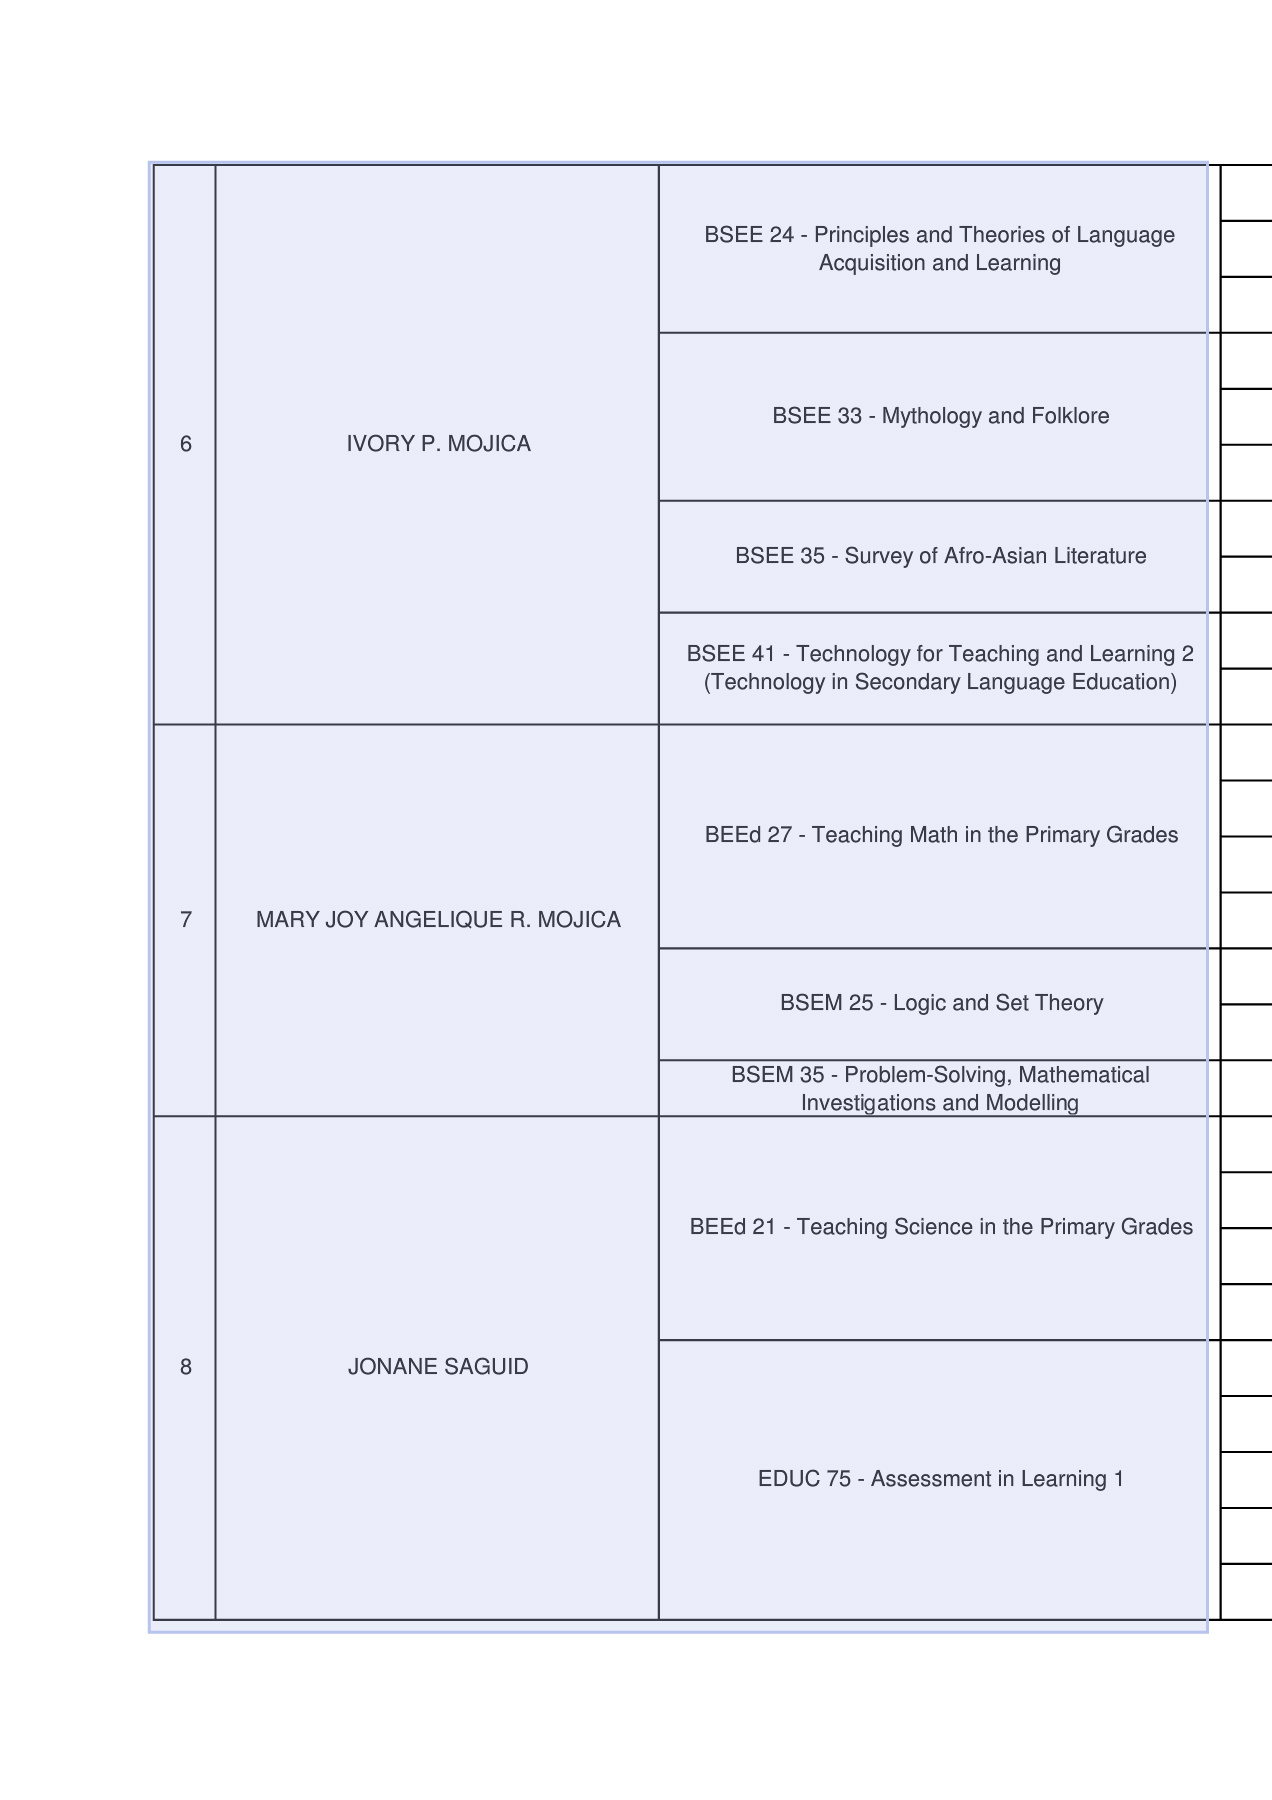 BSEE 24 - Principles and Theories of Language
Acquisition and Learning
BSEE 33 - Mythology and Folklore
6
IVORY P. MOJICA
BSEE 35 - Survey of Afro-Asian Literature
BSEE 41 - Technology for Teaching and Learning 2
(Technology in Secondary Language Education)
BEEd 27 - Teaching Math in the Primary Grades
7
MARY JOY ANGELIQUE R. MOJICA
BSEM 25 - Logic and Set Theory
BSEM 35 - Problem-Solving, Mathematical
Investigations and Modelling
BEEd 21 - Teaching Science in the Primary Grades
8
JONANE SAGUID
EDUC 75 - Assessment in Learning 1